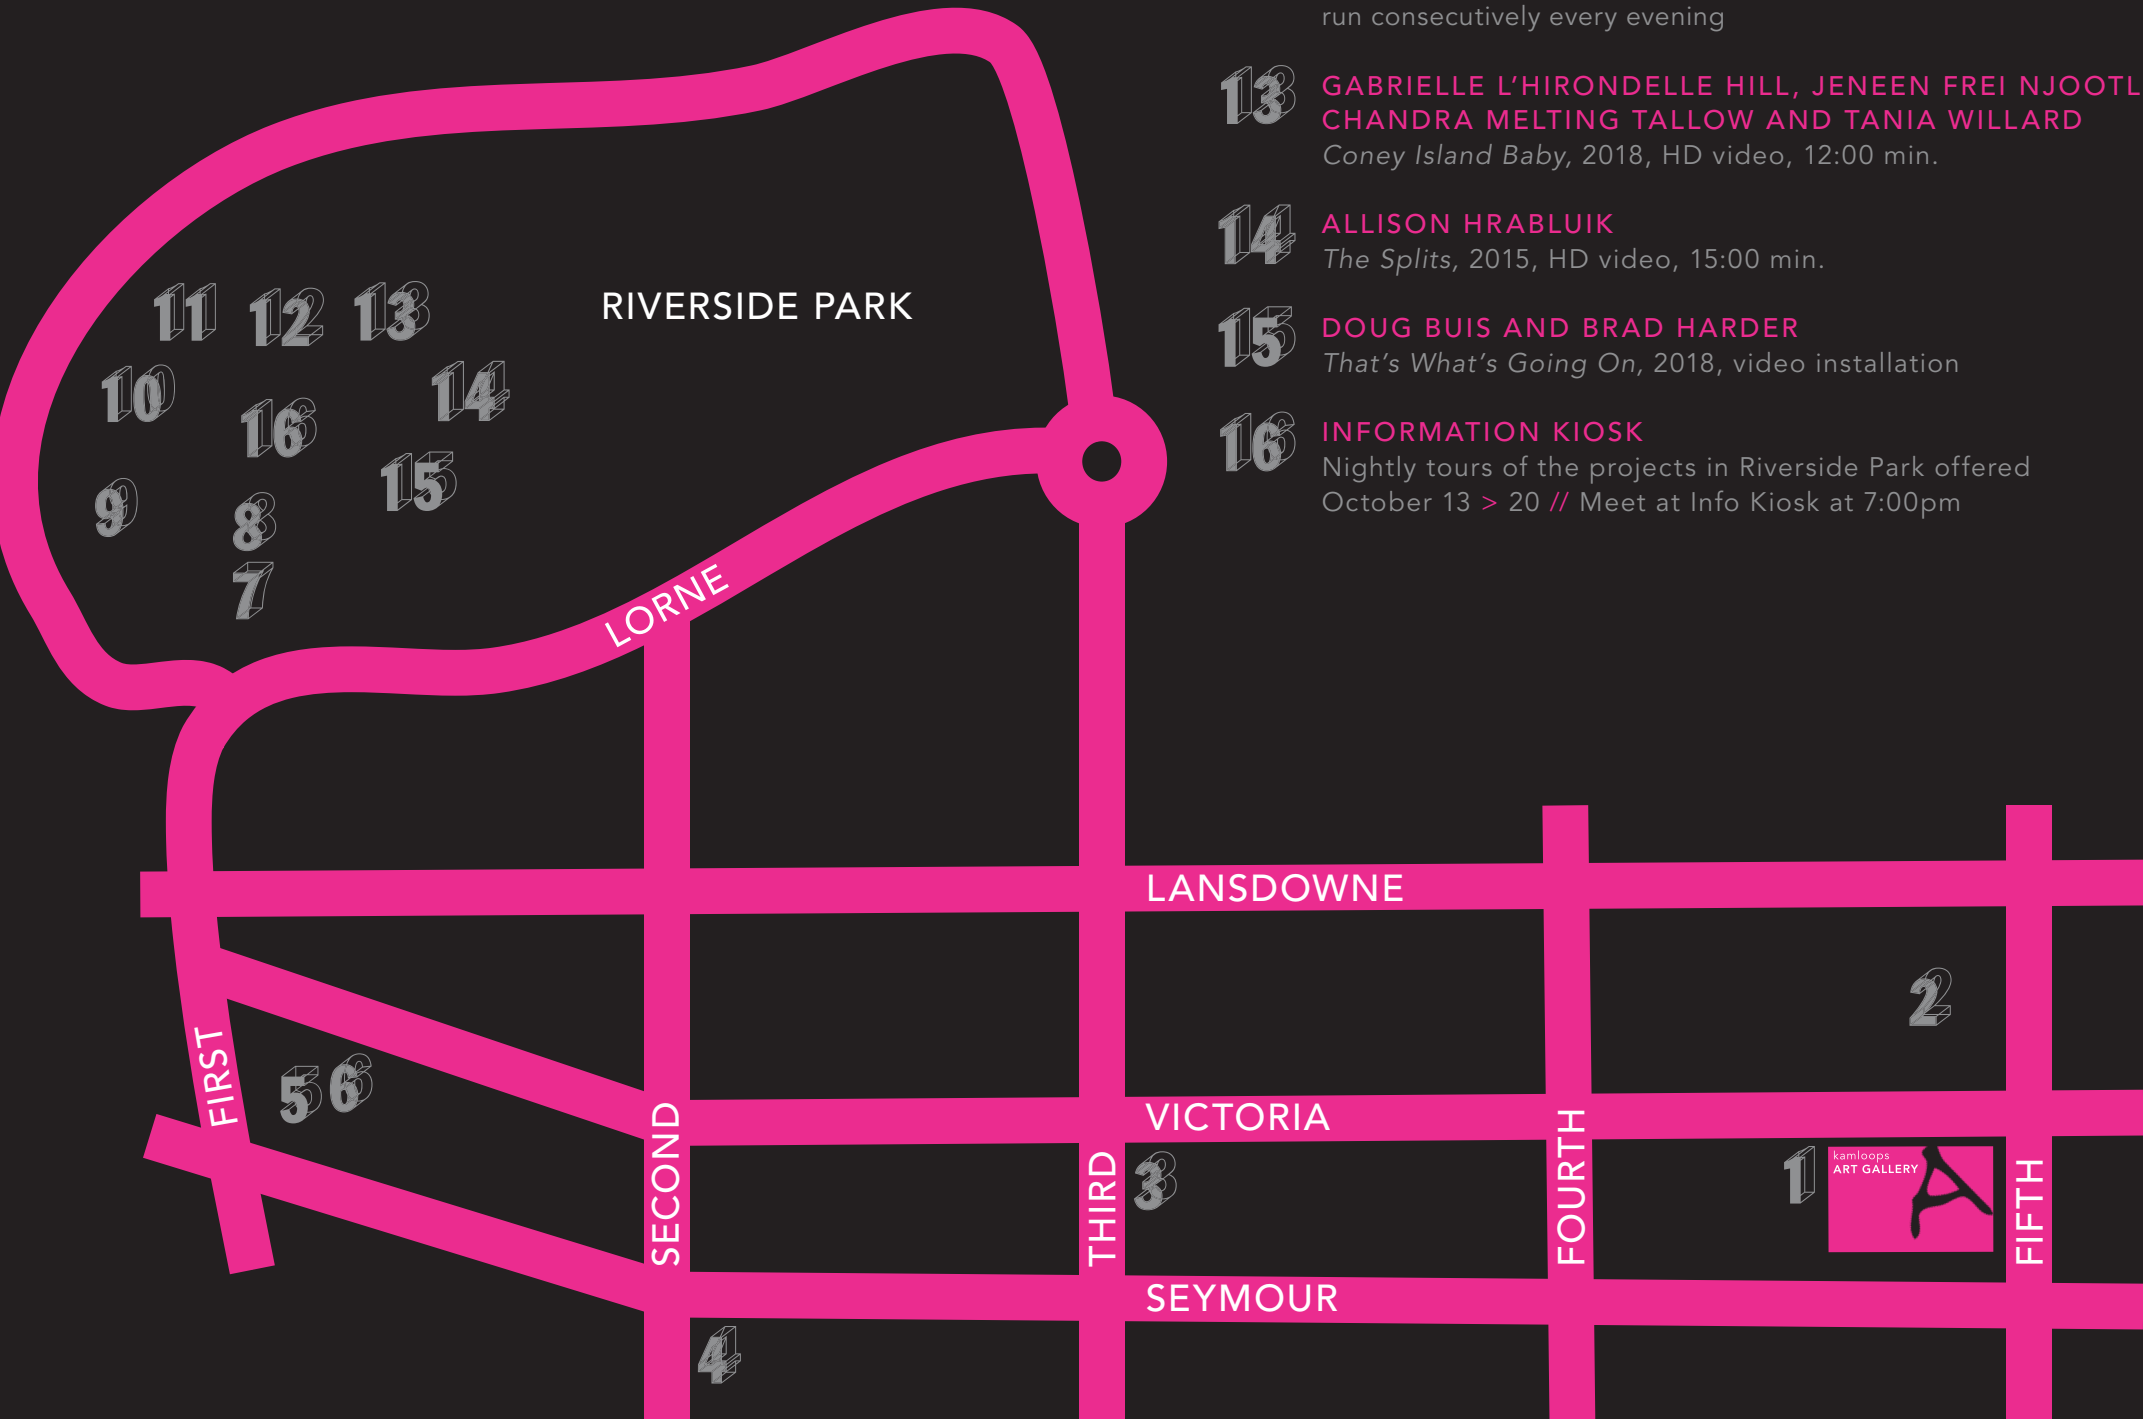 run consecutively every evening
13 GABRIELLE L’HIRONDELLE HILL, JENEEN FREI NJOOTL
CHANDRA MELTING TALLOW AND TANIA WILLARD
Coney Island Baby, 2018, HD video, 12:00 min.
14 ALLISON HRABLUIK
The Splits, 2015, HD video, 15:00 min.
15 DOUG BUIS AND BRAD HARDER
That’s What’s Going On, 2018, video installation
16 INFORMATION KIOSK
Nightly tours of the projects in Riverside Park offered
October 13 > 20 // Meet at Info Kiosk at 7:00pm
RIVERSIDE PARK
11 12 13
10 14
16
15
9 8
7
LORNE
LANSDOWNE
2
FIRST
5 6
SECOND
VICTORIA
THIRD
3
FOURTH
1
kamloops
ART GALLERY
FIFTH
SEYMOUR
4